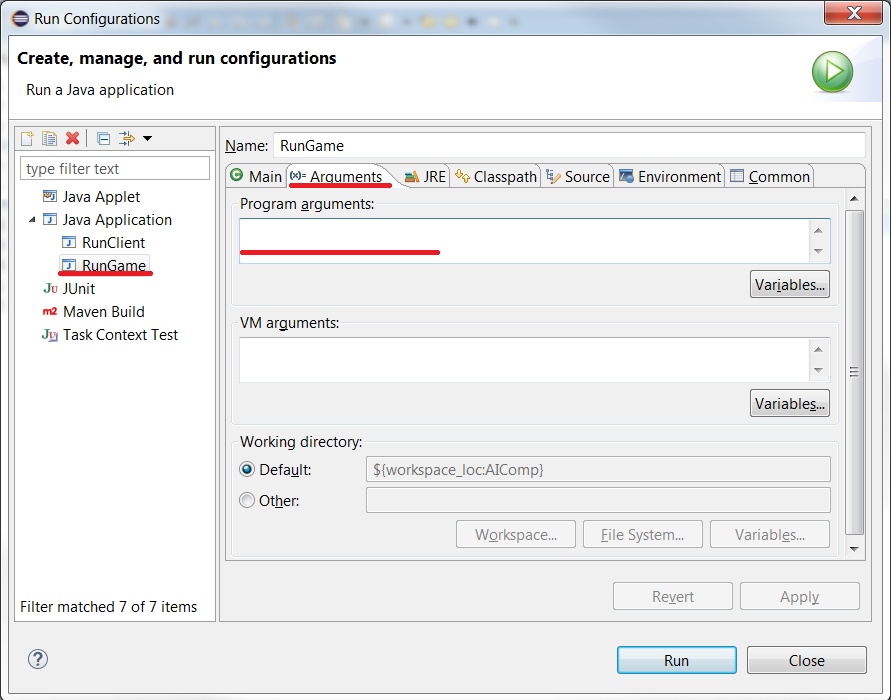 Run Configurations
Create, manage, and run configurations
Run a Java application
type filter text
Java Applet
Java Application
RunClient
RunGame
JUnit
Maven Build
Task Context Test
Filter matched 7 of 7 items
Name: RunGame
Main (x)= Arguments JRE Classpath Source Environment Common
Program arguments:
Variables...
VM arguments:
Variables...
Working directory:
Default: ${workspace_loc:AIComp}
Other:
Workspace... File System... Variables...
Revert Apply
Run Close